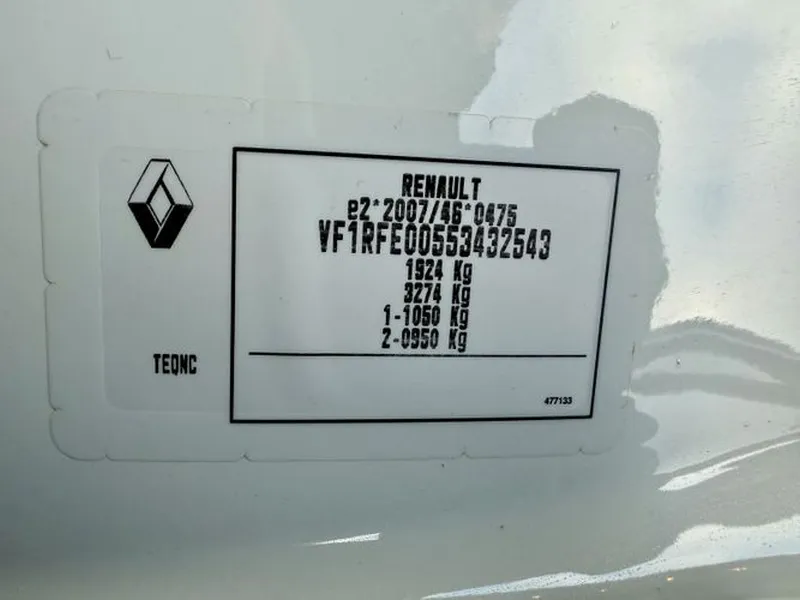 RENAULT
e2*2007/46*0475
VF1RFE00553432543
1924 Kg
3274 Kg
1-1050 Kg
2-0950 Kg
TEQNC
477133